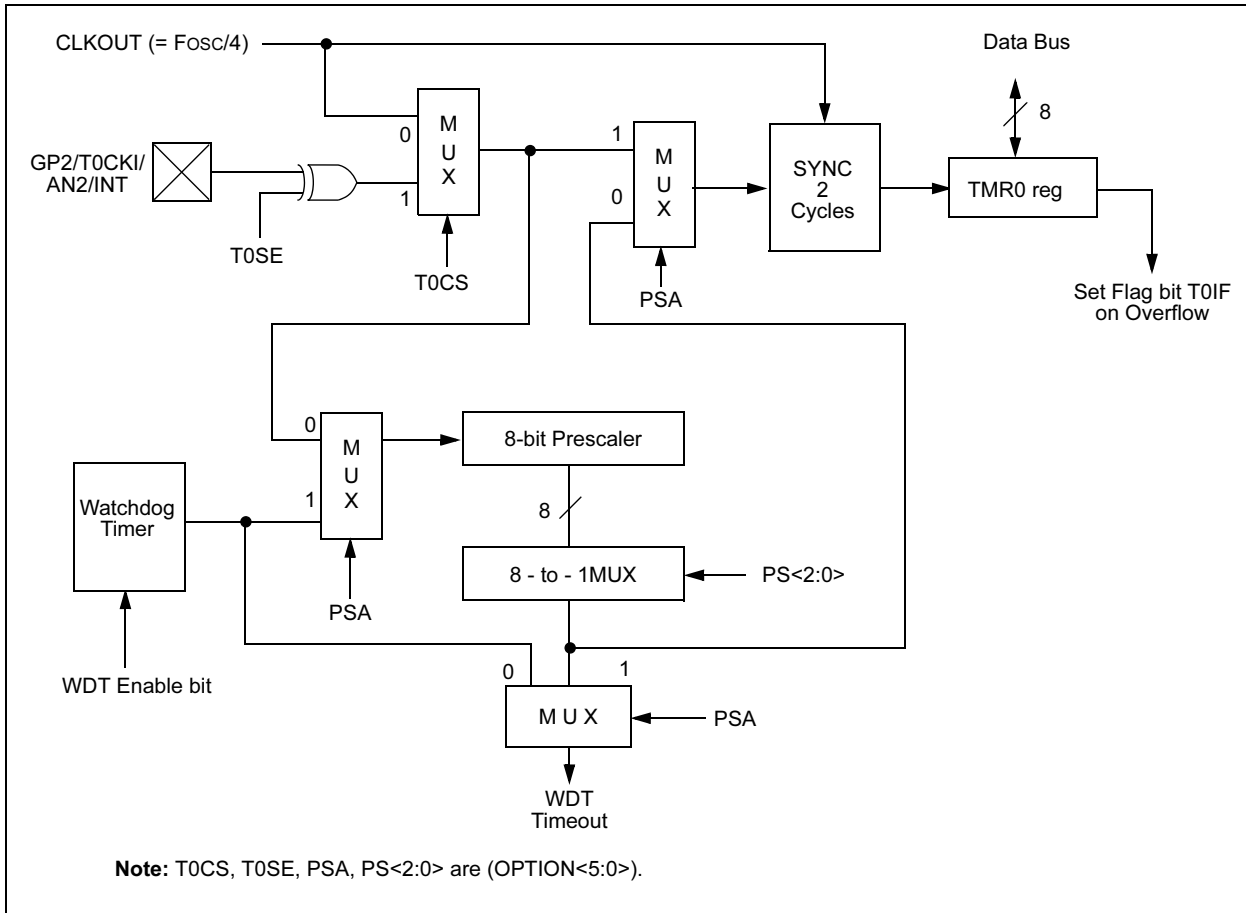 CLKOUT (= FOSC/4)
Data Bus
8
M
U
X
0
1
GP2/T0CKI/
AN2/INT
T0SE
T0CS
1
0
M
U
X
PSA
SYNC
2
Cycles
TMR0 reg
Set Flag bit T0IF
on Overflow
0
1
M
U
X
PSA
8-bit Prescaler
8
8 - to - 1MUX
PS<2:0>
Watchdog
Timer
WDT Enable bit
0
1
M U X
PSA
WDT
Timeout
Note: T0CS, T0SE, PSA, PS<2:0> are (OPTION<5:0>).